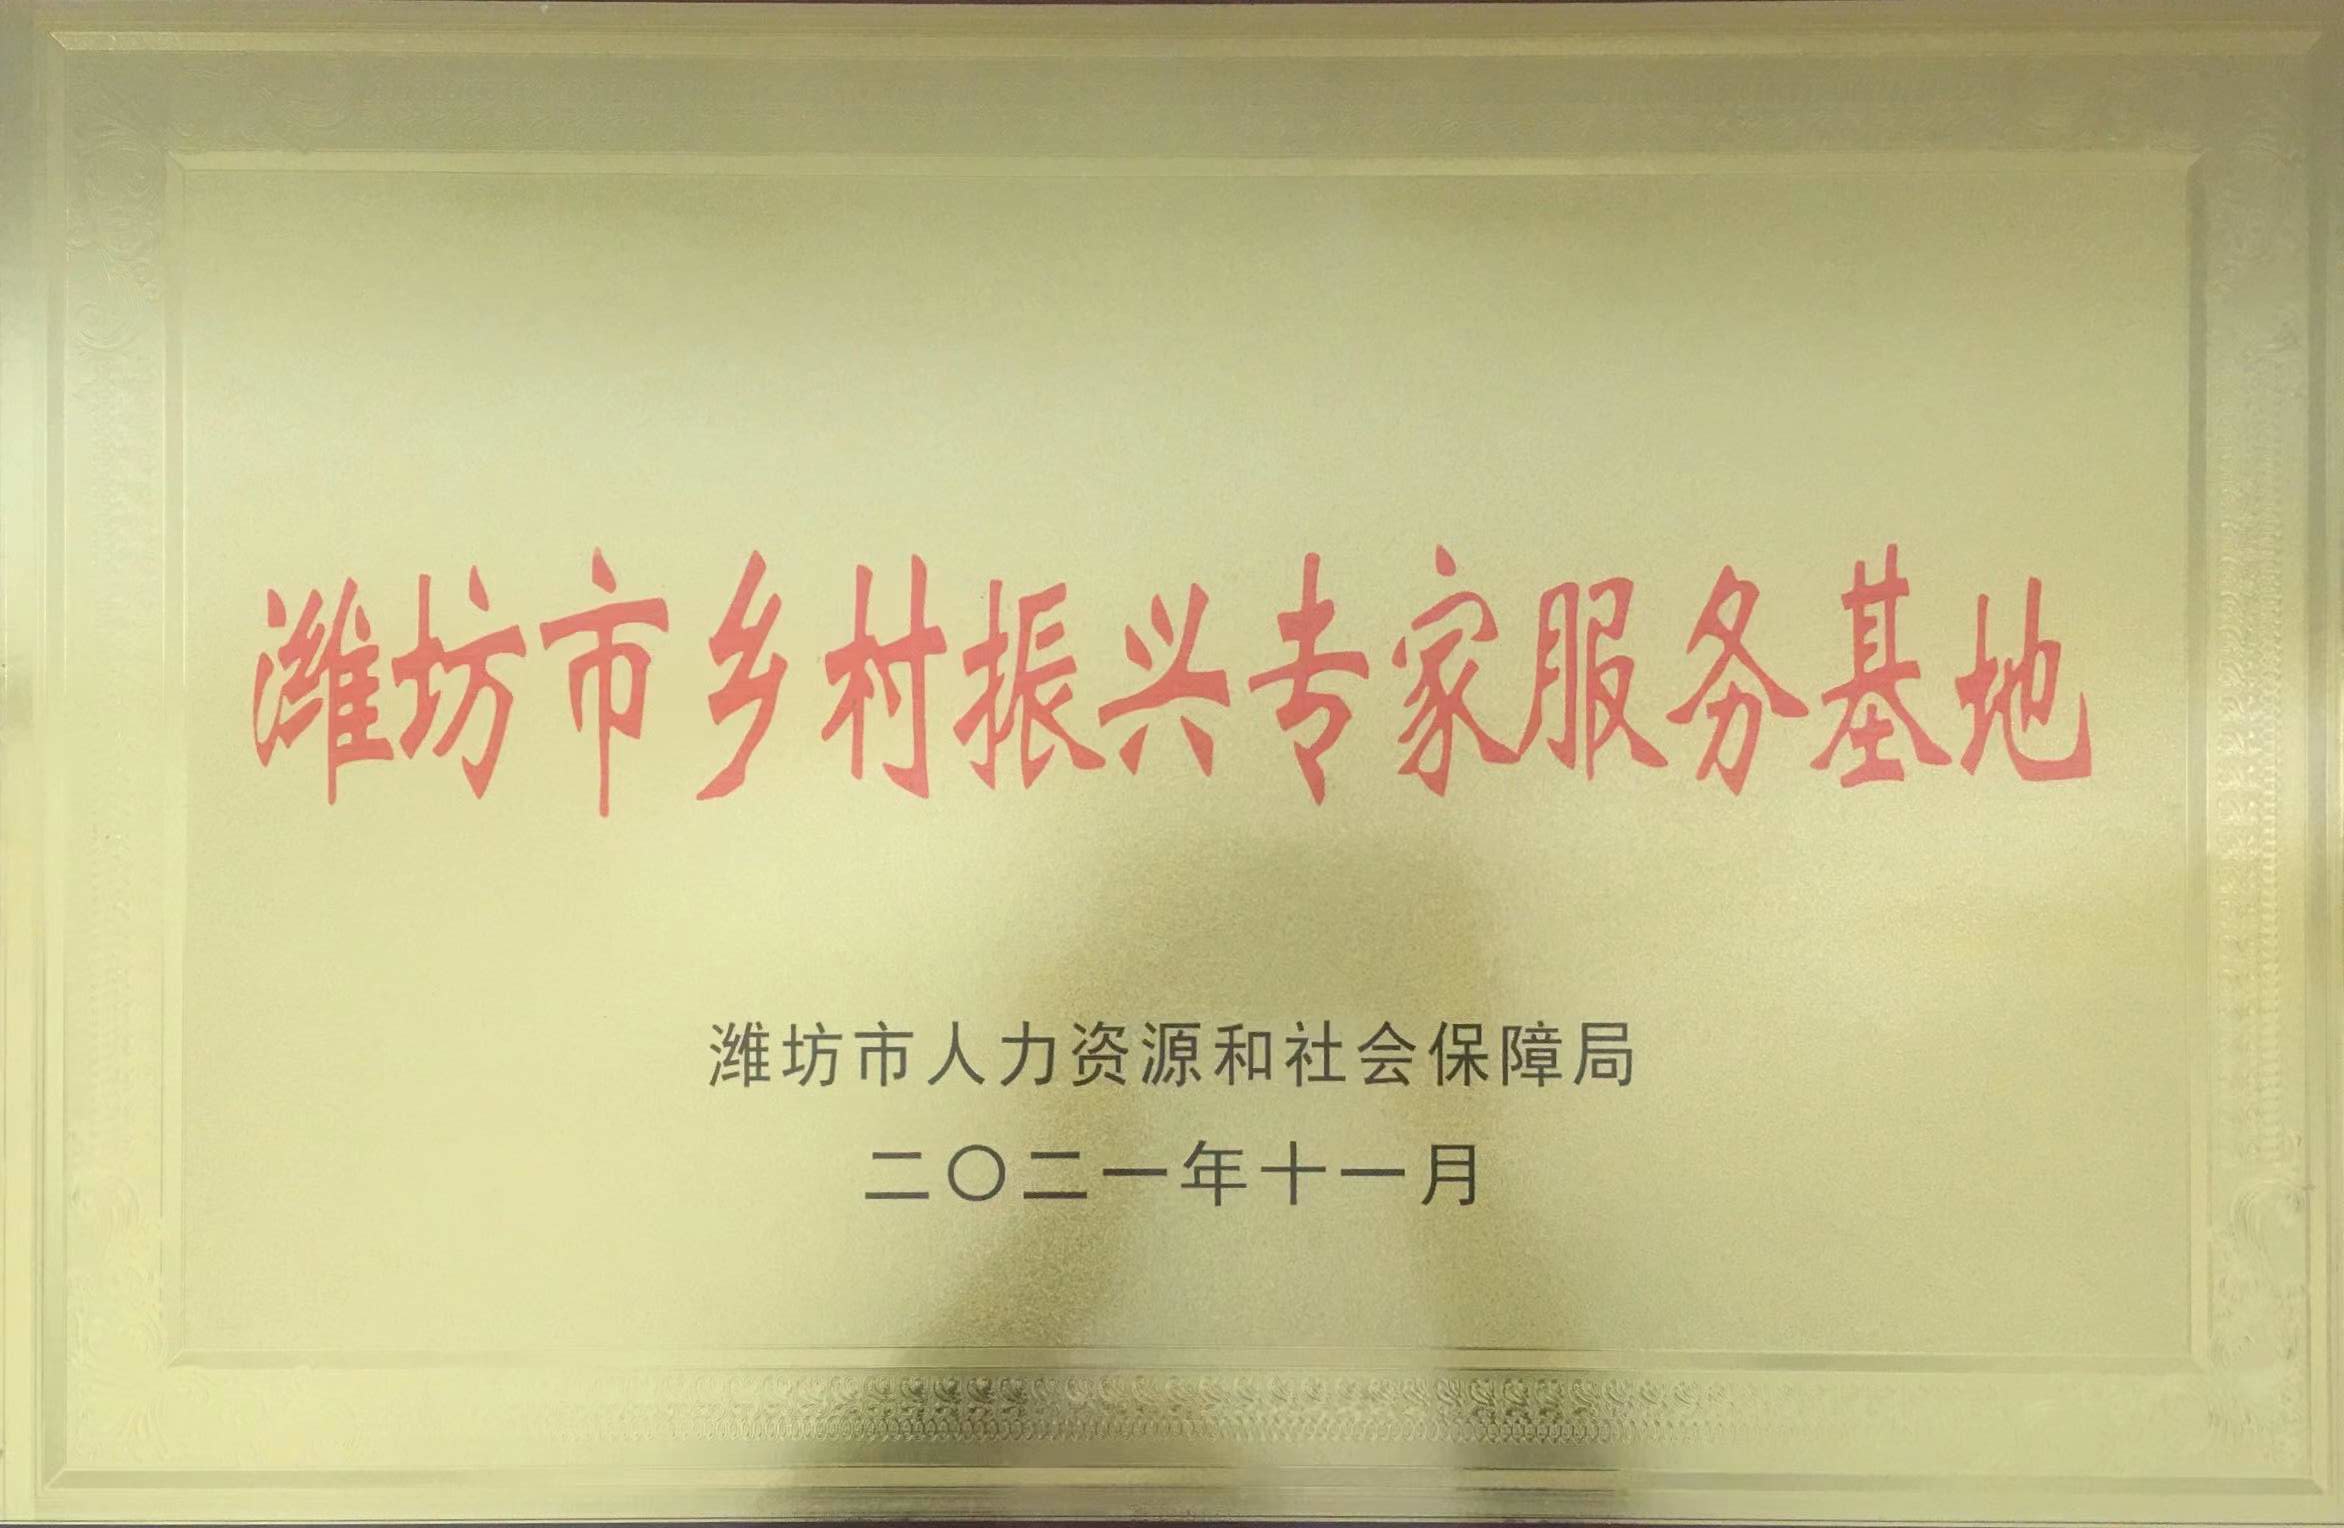 潍坊市乡村振兴专家服务基地
潍坊市人力资源和社会保障局
二〇二一年十一月